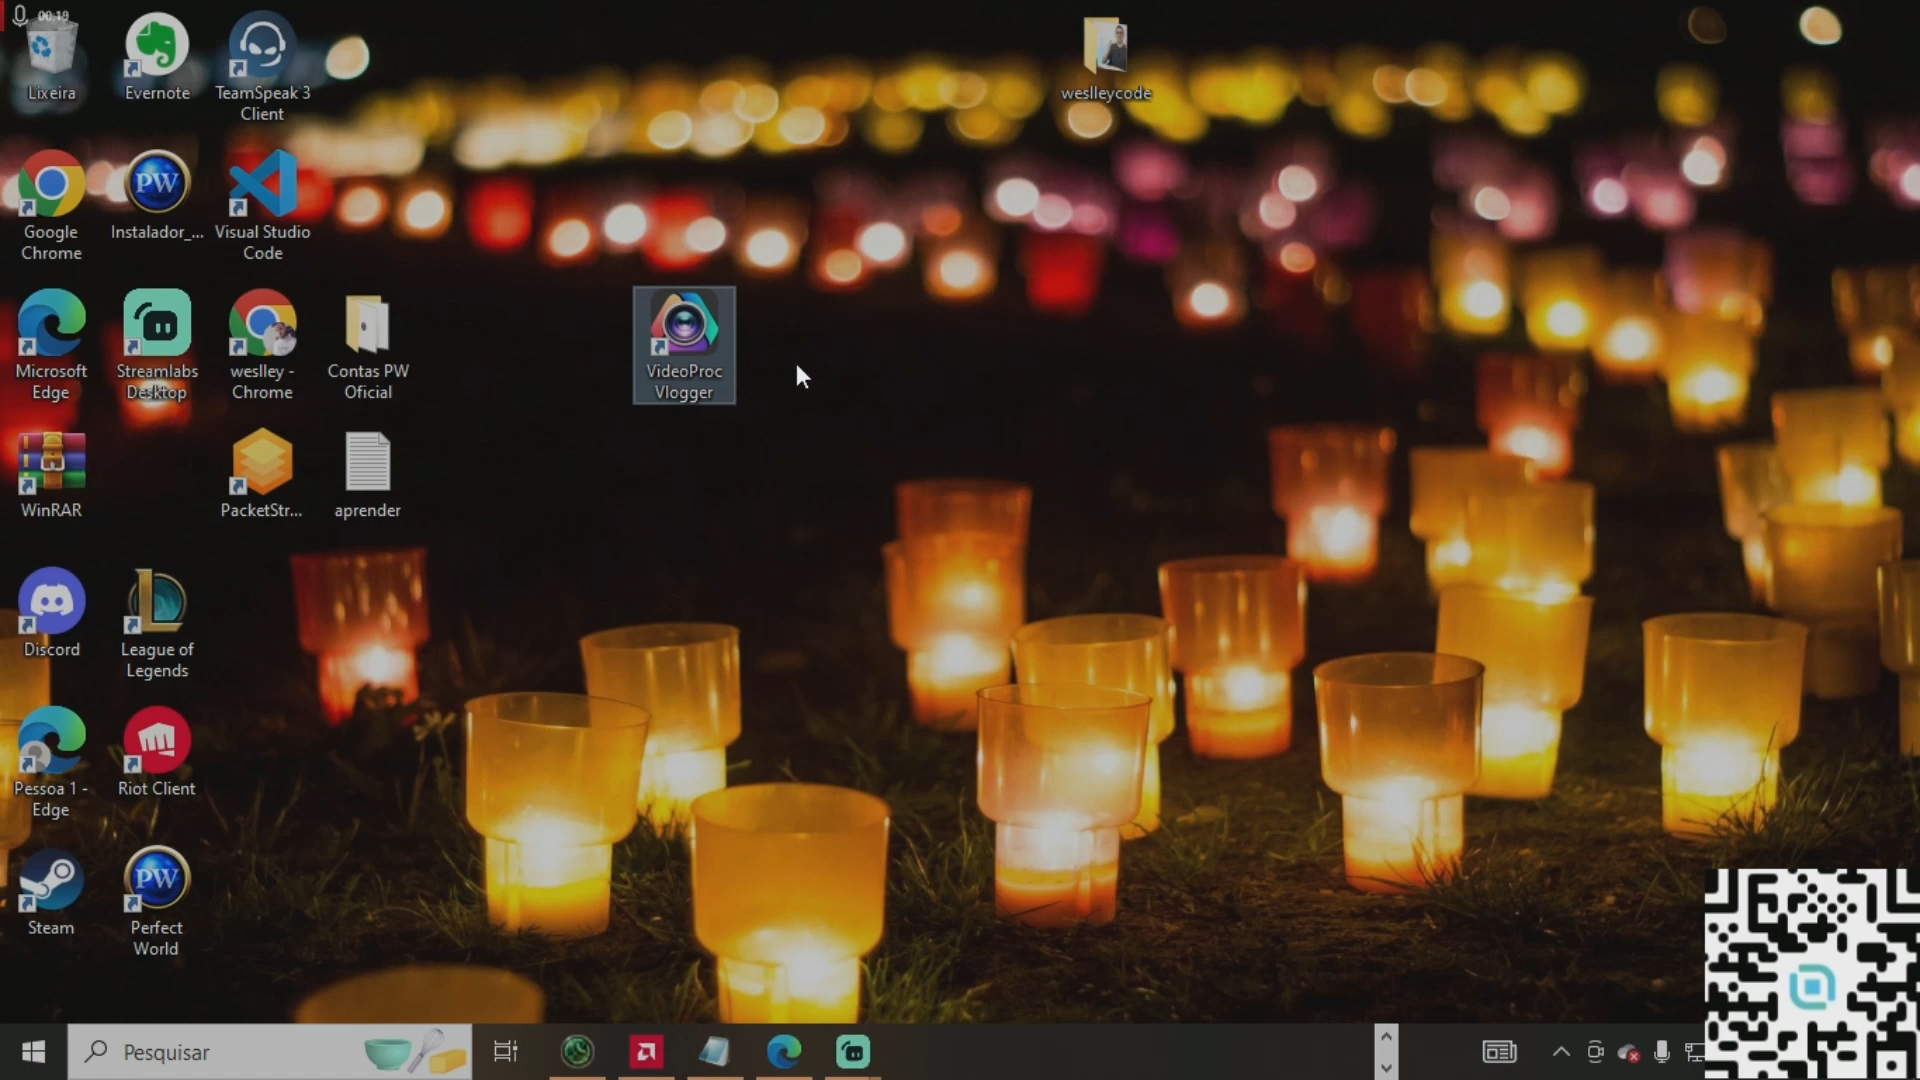 00:19
Lixeira
Evernote
TeamSpeak 3
Client
weslleycode
Google
Chrome
PW
Instalador_...
Visual Studio
Code
Microsoft
Edge
Streamlabs
Desktop
weslley -
Chrome
Contas PW
Oficial
VideoProc
Vlogger
WinRAR
PacketStr...
aprender
Discord
League of
Legends
Pessoa 1 -
Edge
Riot Client
Steam
PW
Perfect
World
Pesquisar